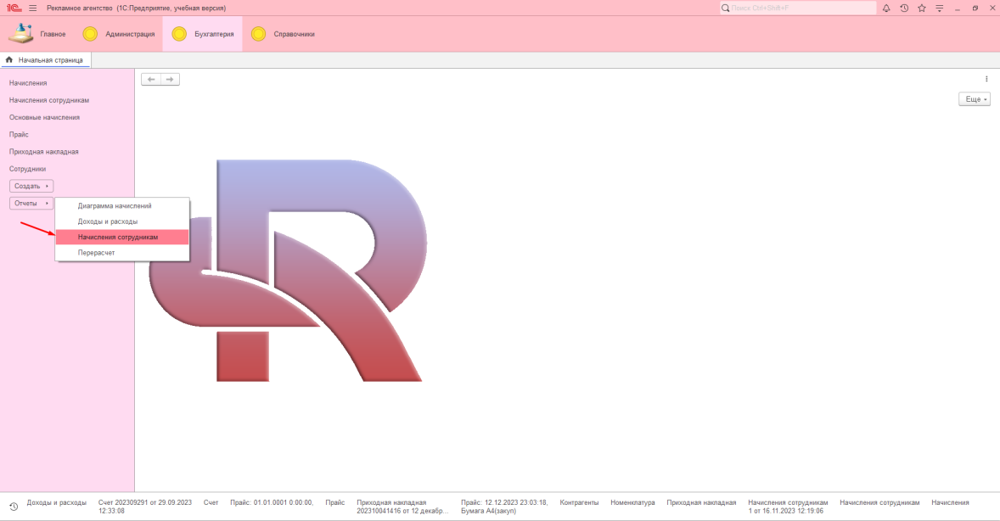 1С Рекламное агентство (1С:Предприятие, учебная версия)
Поиск Ctrl+Shift+F
Главное
Администрация
Бухгалтерия
Справочники
Начальная страница
Начисления
Начисления сотрудникам
Основные начисления
Прайс
Приходная накладная
Сотрудники
Создать
Отчеты
Диаграмма начислений
Доходы и расходы
Начисления сотрудникам
Перерасчет
Еще
Доходы и расходы
Счет 202309291 от 29.09.2023
12:33:08
Счет
Прайс: 01.01.0001 0:00:00,
Прайс
Приходная накладная
202310041416 от 12 декабр...
Прайс: 12.12.2023 23:03:18,
Бумага А4(закуп)
Контрагенты
Номенклатура
Приходная накладная
Начисления сотрудникам
1 от 16.11.2023 12:19:06
Начисления сотрудникам
Начисления